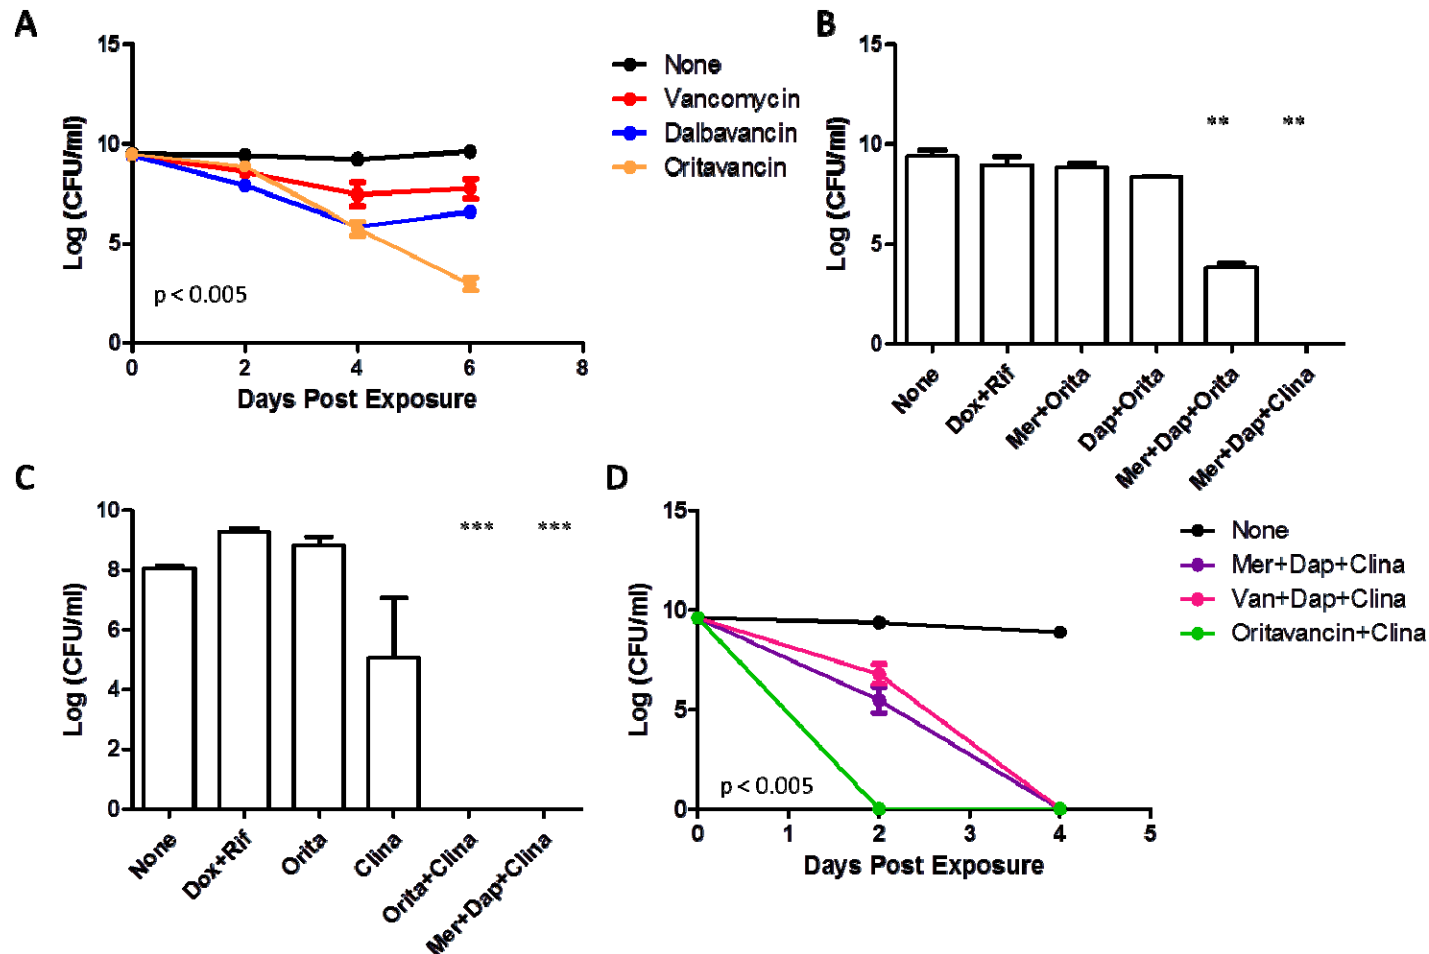 A
15
10
5
0
Log (CFU/ml)
p < 0.005
0
2
4
6
8
Days Post Exposure
None
Vancomycin
Dalbavancin
Oritavancin
B
15
10
5
0
Log (CFU/ml)
**
**
None
Dox+Rif
Mer+Orita
Dap+Orita
Mer+Dap+Orita
Mer+Dap+Clina
C
10
8
6
4
2
0
Log (CFU/ml)
***
***
None
Dox+Rif
Orita
Clina
Orita+Clina
Mer+Dap+Clina
D
15
10
5
0
Log (CFU/ml)
p < 0.005
0
1
2
3
4
5
Days Post Exposure
None
Mer+Dap+Clina
Van+Dap+Clina
Oritavancin+Clina